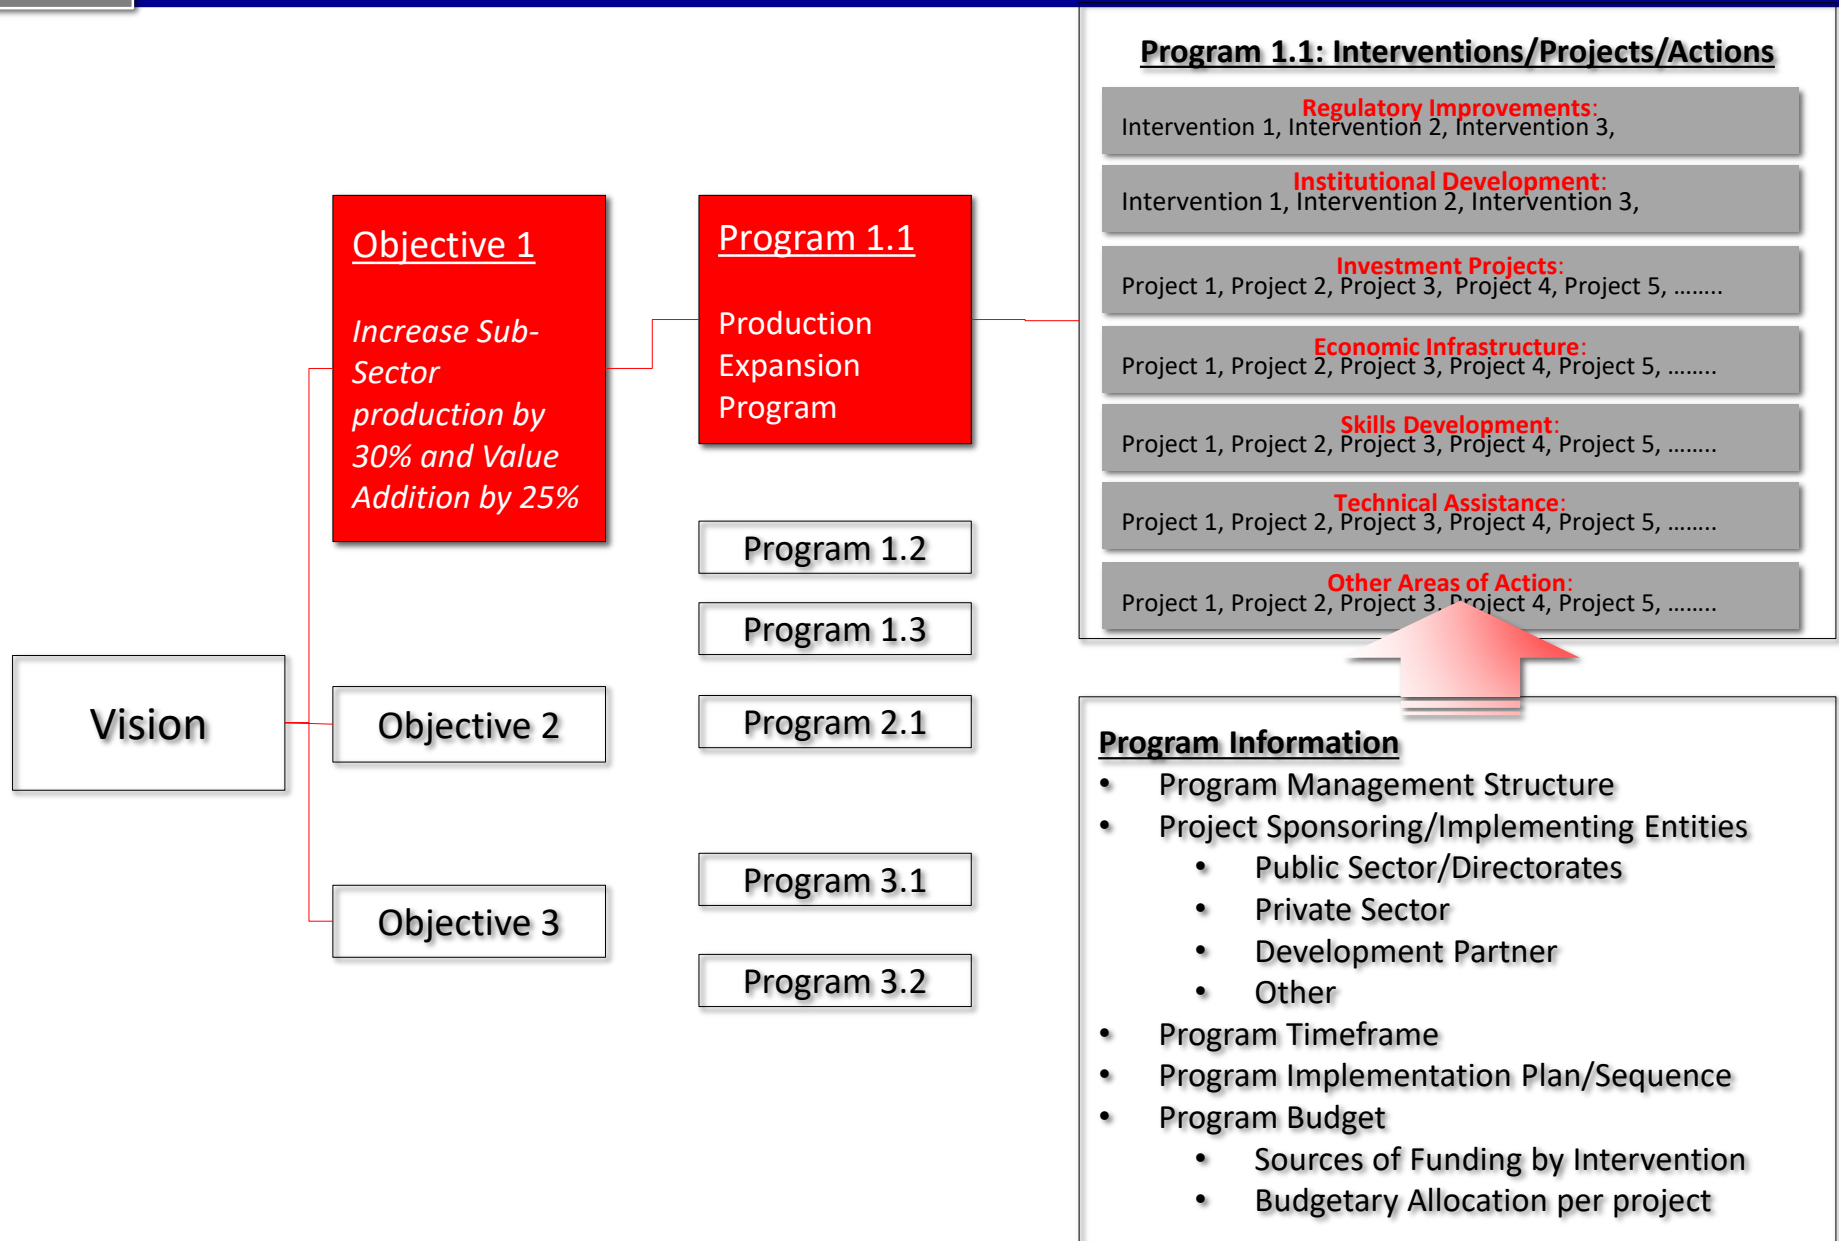 Program 1.1: Interventions/Projects/Actions
Regulatory Improvements:
Intervention 1, Intervention 2, Intervention 3,
Institutional Development:
Intervention 1, Intervention 2, Intervention 3,
Investment Projects:
Project 1, Project 2, Project 3, Project 4, Project 5, ........
Economic Infrastructure:
Project 1, Project 2, Project 3, Project 4, Project 5, ........
Skills Development:
Project 1, Project 2, Project 3, Project 4, Project 5, ........
Technical Assistance:
Project 1, Project 2, Project 3, Project 4, Project 5, ........
Other Areas of Action:
Project 1, Project 2, Project 3, Project 4, Project 5, ........
Objective 1
Increase Sub-
Sector
production by
30% and Value
Addition by 25%
Program 1.1
Production
Expansion
Program
Program 1.2
Program 1.3
Vision
Objective 2
Program 2.1
Objective 3
Program 3.1
Program 3.2
Program Information
• Program Management Structure
• Project Sponsoring/Implementing Entities
• Public Sector/Directorates
• Private Sector
• Development Partner
• Other
• Program Timeframe
• Program Implementation Plan/Sequence
• Program Budget
• Sources of Funding by Intervention
• Budgetary Allocation per project